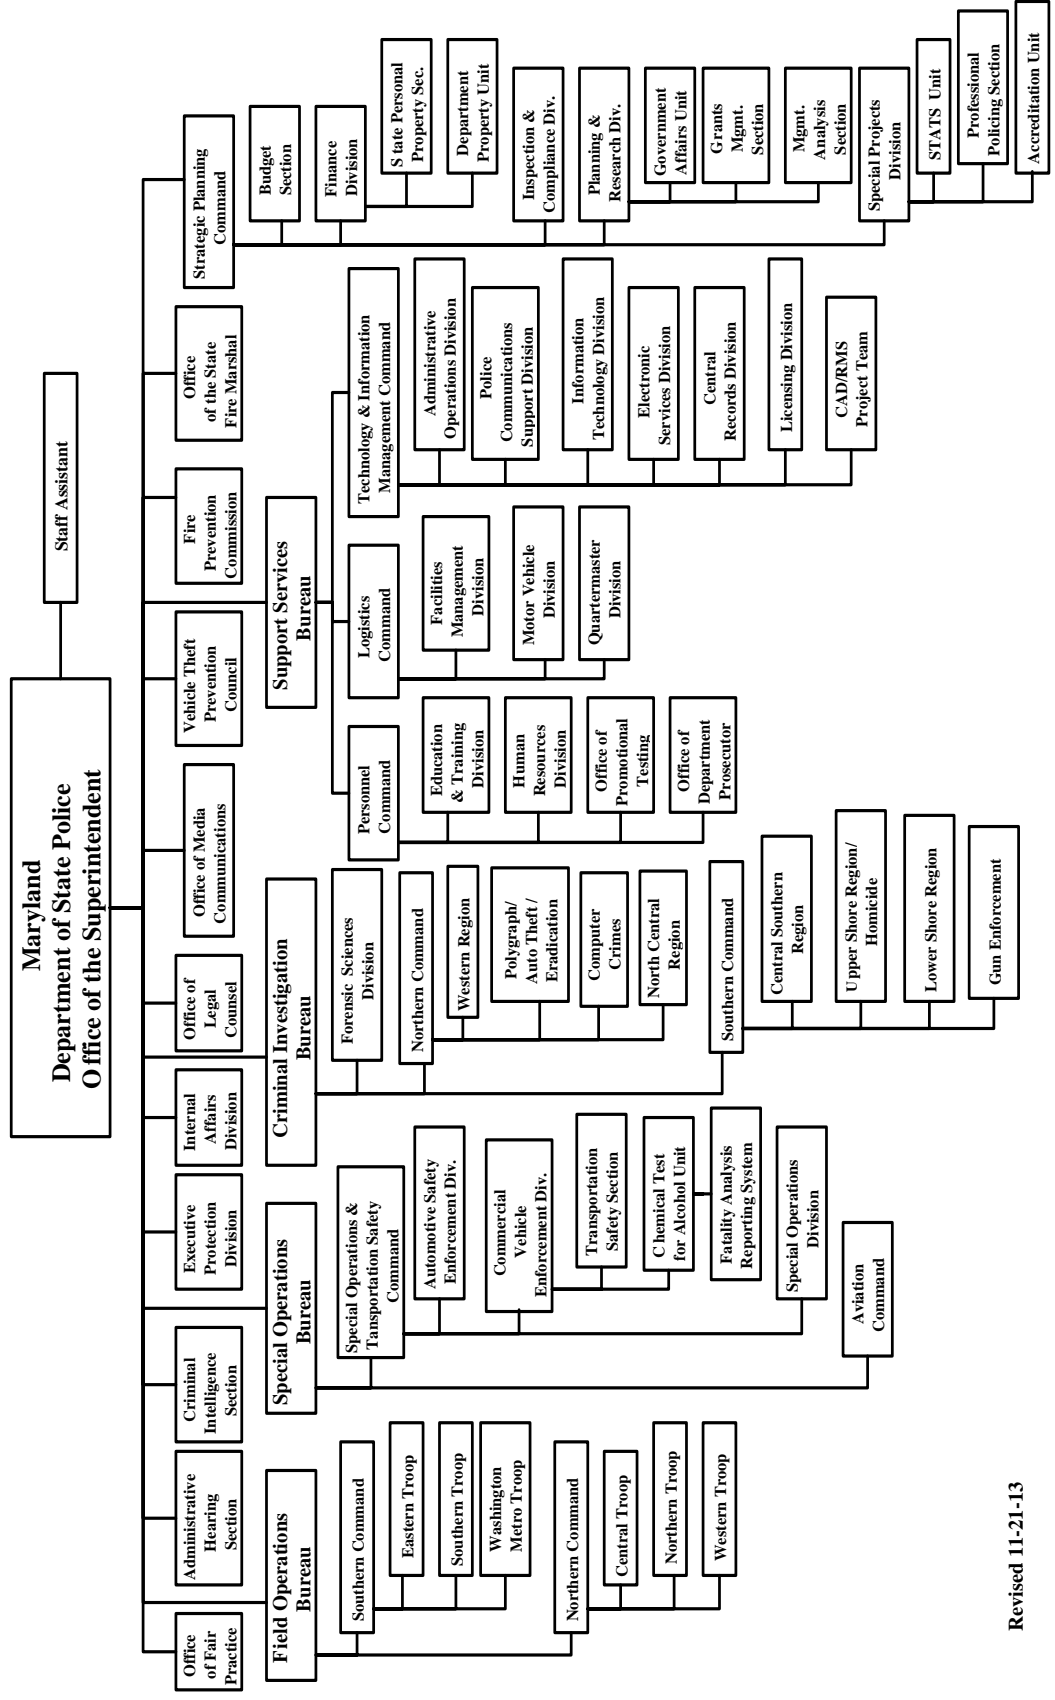 Maryland
Department of State Police
Office of the Superintendent
Staff Assistant
Office
of Fair
Practice
Administrative
Hearing
Section
Criminal
Intelligence
Section
Executive
Protection
Division
Internal
Affairs
Division
Office of
Legal
Counsel
Office of Media
Communications
Vehicle Theft
Prevention
Council
Fire
Prevention
Commission
Office
of the State
Fire Marshal
Strategic Planning
Command
Budget
Section
Finance
Division
State Personal
Property Sec.
Department
Property Unit
Inspection &
Compliance Div.
Planning &
Research Div.
Government
Affairs Unit
Grants
Mgmt.
Section
Mgmt.
Analysis
Section
Special Projects
Division
STATS Unit
Professional
Policing Section
Accreditation Unit
Field Operations
Bureau
Southern Command
Eastern Troop
Southern Troop
Washington
Metro Troop
Northern Command
Central Troop
Northern Troop
Western Troop
Special Operations
Bureau
Special Operations &
Tansportation Safety
Command
Automotive Safety
Enforcement Div.
Commercial
Vehicle
Enforcement Div.
Transportation
Safety Section
Chemical Test
for Alcohol Unit
Fatality Analysis
Reporting System
Special Operations
Division
Aviation
Command
Criminal Investigation
Bureau
Forensic Sciences
Division
Northern Command
Western Region
Polygraph/
Auto Theft /
Eradication
Computer
Crimes
North Central
Region
Southern Command
Central Southern
Region
Upper Shore Region/
Homicide
Lower Shore Region
Gun Enforcement
Support Services
Bureau
Personnel
Command
Education
& Training
Division
Human
Resources
Division
Office of
Promotional
Testing
Office of
Department
Prosecutor
Logistics
Command
Facilities
Management
Division
Motor Vehicle
Division
Quartermaster
Division
Technology & Information
Management Command
Administrative
Operations Division
Police
Communications
Support Division
Information
Technology Division
Electronic
Services Division
Central
Records Division
Licensing Division
CAD/RMS
Project Team
Revised 11-21-13